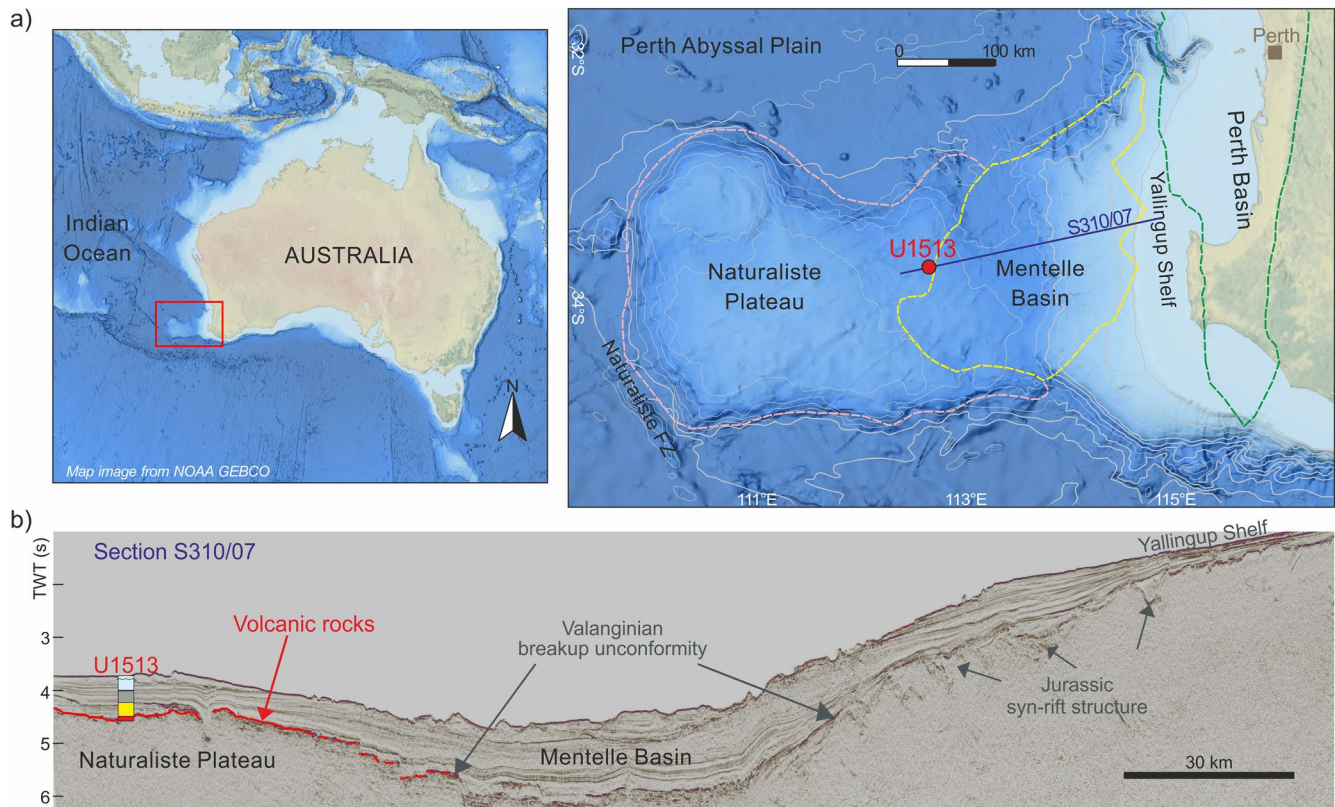 a)
Indian
Ocean
AUSTRALIA
N
Map image from NOAA GEBCO
Perth Abyssal Plain
0 100 km
32°S
Perth
Perth Basin
Yallingup Shelf
S310/07
U1513
Naturaliste
Plateau
Mentelle
Basin
34°S
Naturaliste FZ
111°E 113°E 115°E
b)
Section S310/07
Yallingup Shelf
TWT (s)
Volcanic rocks
Valanginian
breakup unconformity
3
U1513
4
Jurassic
syn-rift structure
5
Naturaliste Plateau
Mentelle Basin
30 km
6